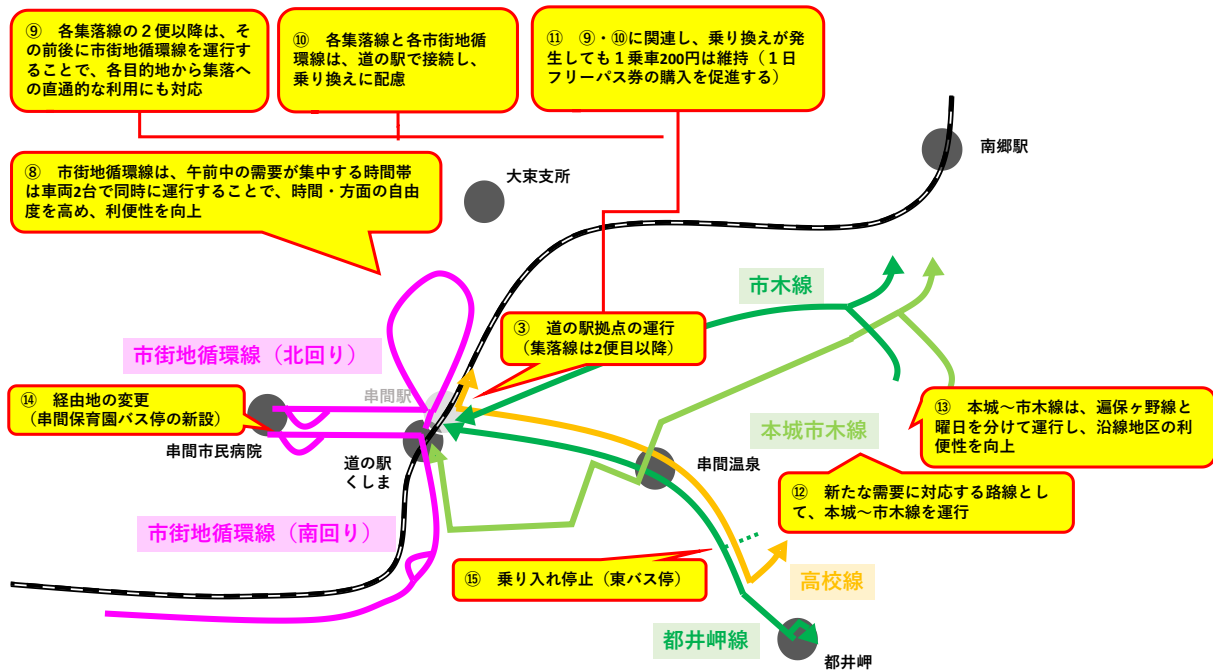 ⑨　各集落線の２便以降は、そ
の前後に市街地循環線を運行す
ることで、各目的地から集落へ
の直通的な利用にも対応
⑩　各集落線と各市街地循
環線は、道の駅で接続し、
乗り換えに配慮
⑪　⑨・⑩に関連し、乗り換えが発
生しても１乗車200円は維持（１日
フリーパス券の購入を促進する）
⑧　市街地循環線は、午前中の需要が集中する時間帯
は車両2台で同時に運行することで、時間・方面の自由
度を高め、利便性を向上
大束支所
南郷駅
市木線
③　道の駅拠点の運行
（集落線は2便目以降）
市街地循環線（北回り）
串間駅
⑭　経由地の変更
（串間保育園バス停の新設）
串間市民病院
道の駅
くしま
本城市木線
串間温泉
⑬　本城～市木線は、遍保ヶ野線と
曜日を分けて運行し、沿線地区の利
便性を向上
⑫　新たな需要に対応する路線とし
て、本城～市木線を運行
市街地循環線（南回り）
⑮　乗り入れ停止（東バス停）
高校線
都井岬線
都井岬